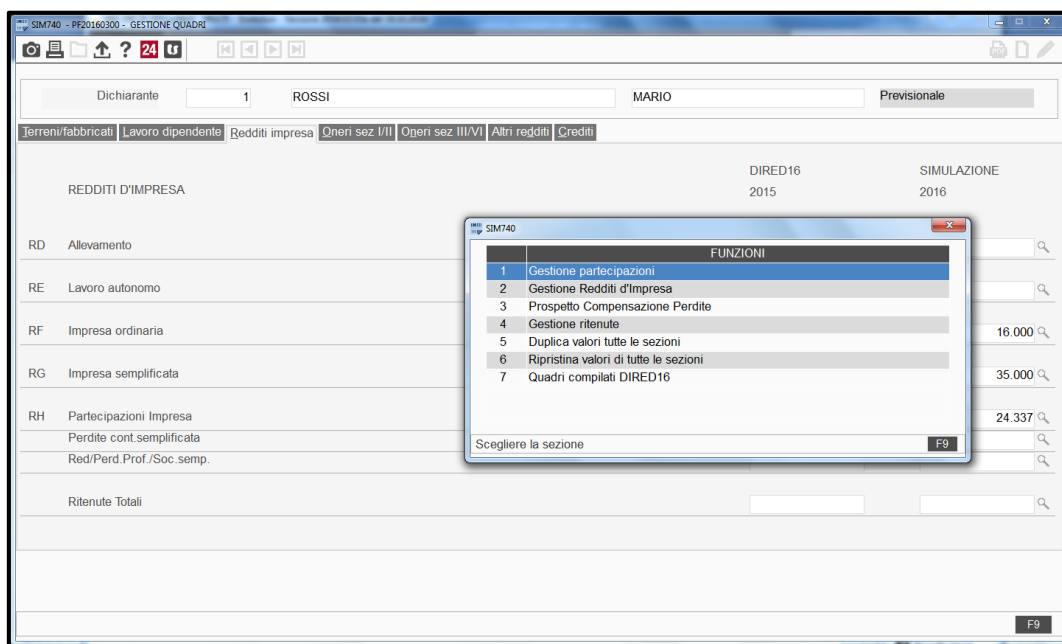 SIM740 - PF20160300 - GESTIONE QUADRI
? 24
PDF
Dichiarante 1 ROSSI MARIO Previsionale
Terreni/fabbricati Lavoro dipendente Redditi impresa Oneri sez I/II Oneri sez III/VI Altri redditi Crediti
DIRED16 SIMULAZIONE
REDDITI D'IMPRESA 2015 2016
SIM740
FUNZIONI
1 Gestione partecipazioni
2 Gestione Redditi d'Impresa
3 Prospetto Compensazione Perdite
4 Gestione ritenute
5 Duplica valori tutte le sezioni
6 Ripristina valori di tutte le sezioni
7 Quadri compilati DIRED16
Scegliere la sezione F9
RD Allevamento
RE Lavoro autonomo
RF Impresa ordinaria 16.000
RG Impresa semplificata 35.000
RH Partecipazioni Impresa 24.337
Perdite cont.semplificata
Red/Perd.Prof./Soc.semp.
Ritenute Totali
F9